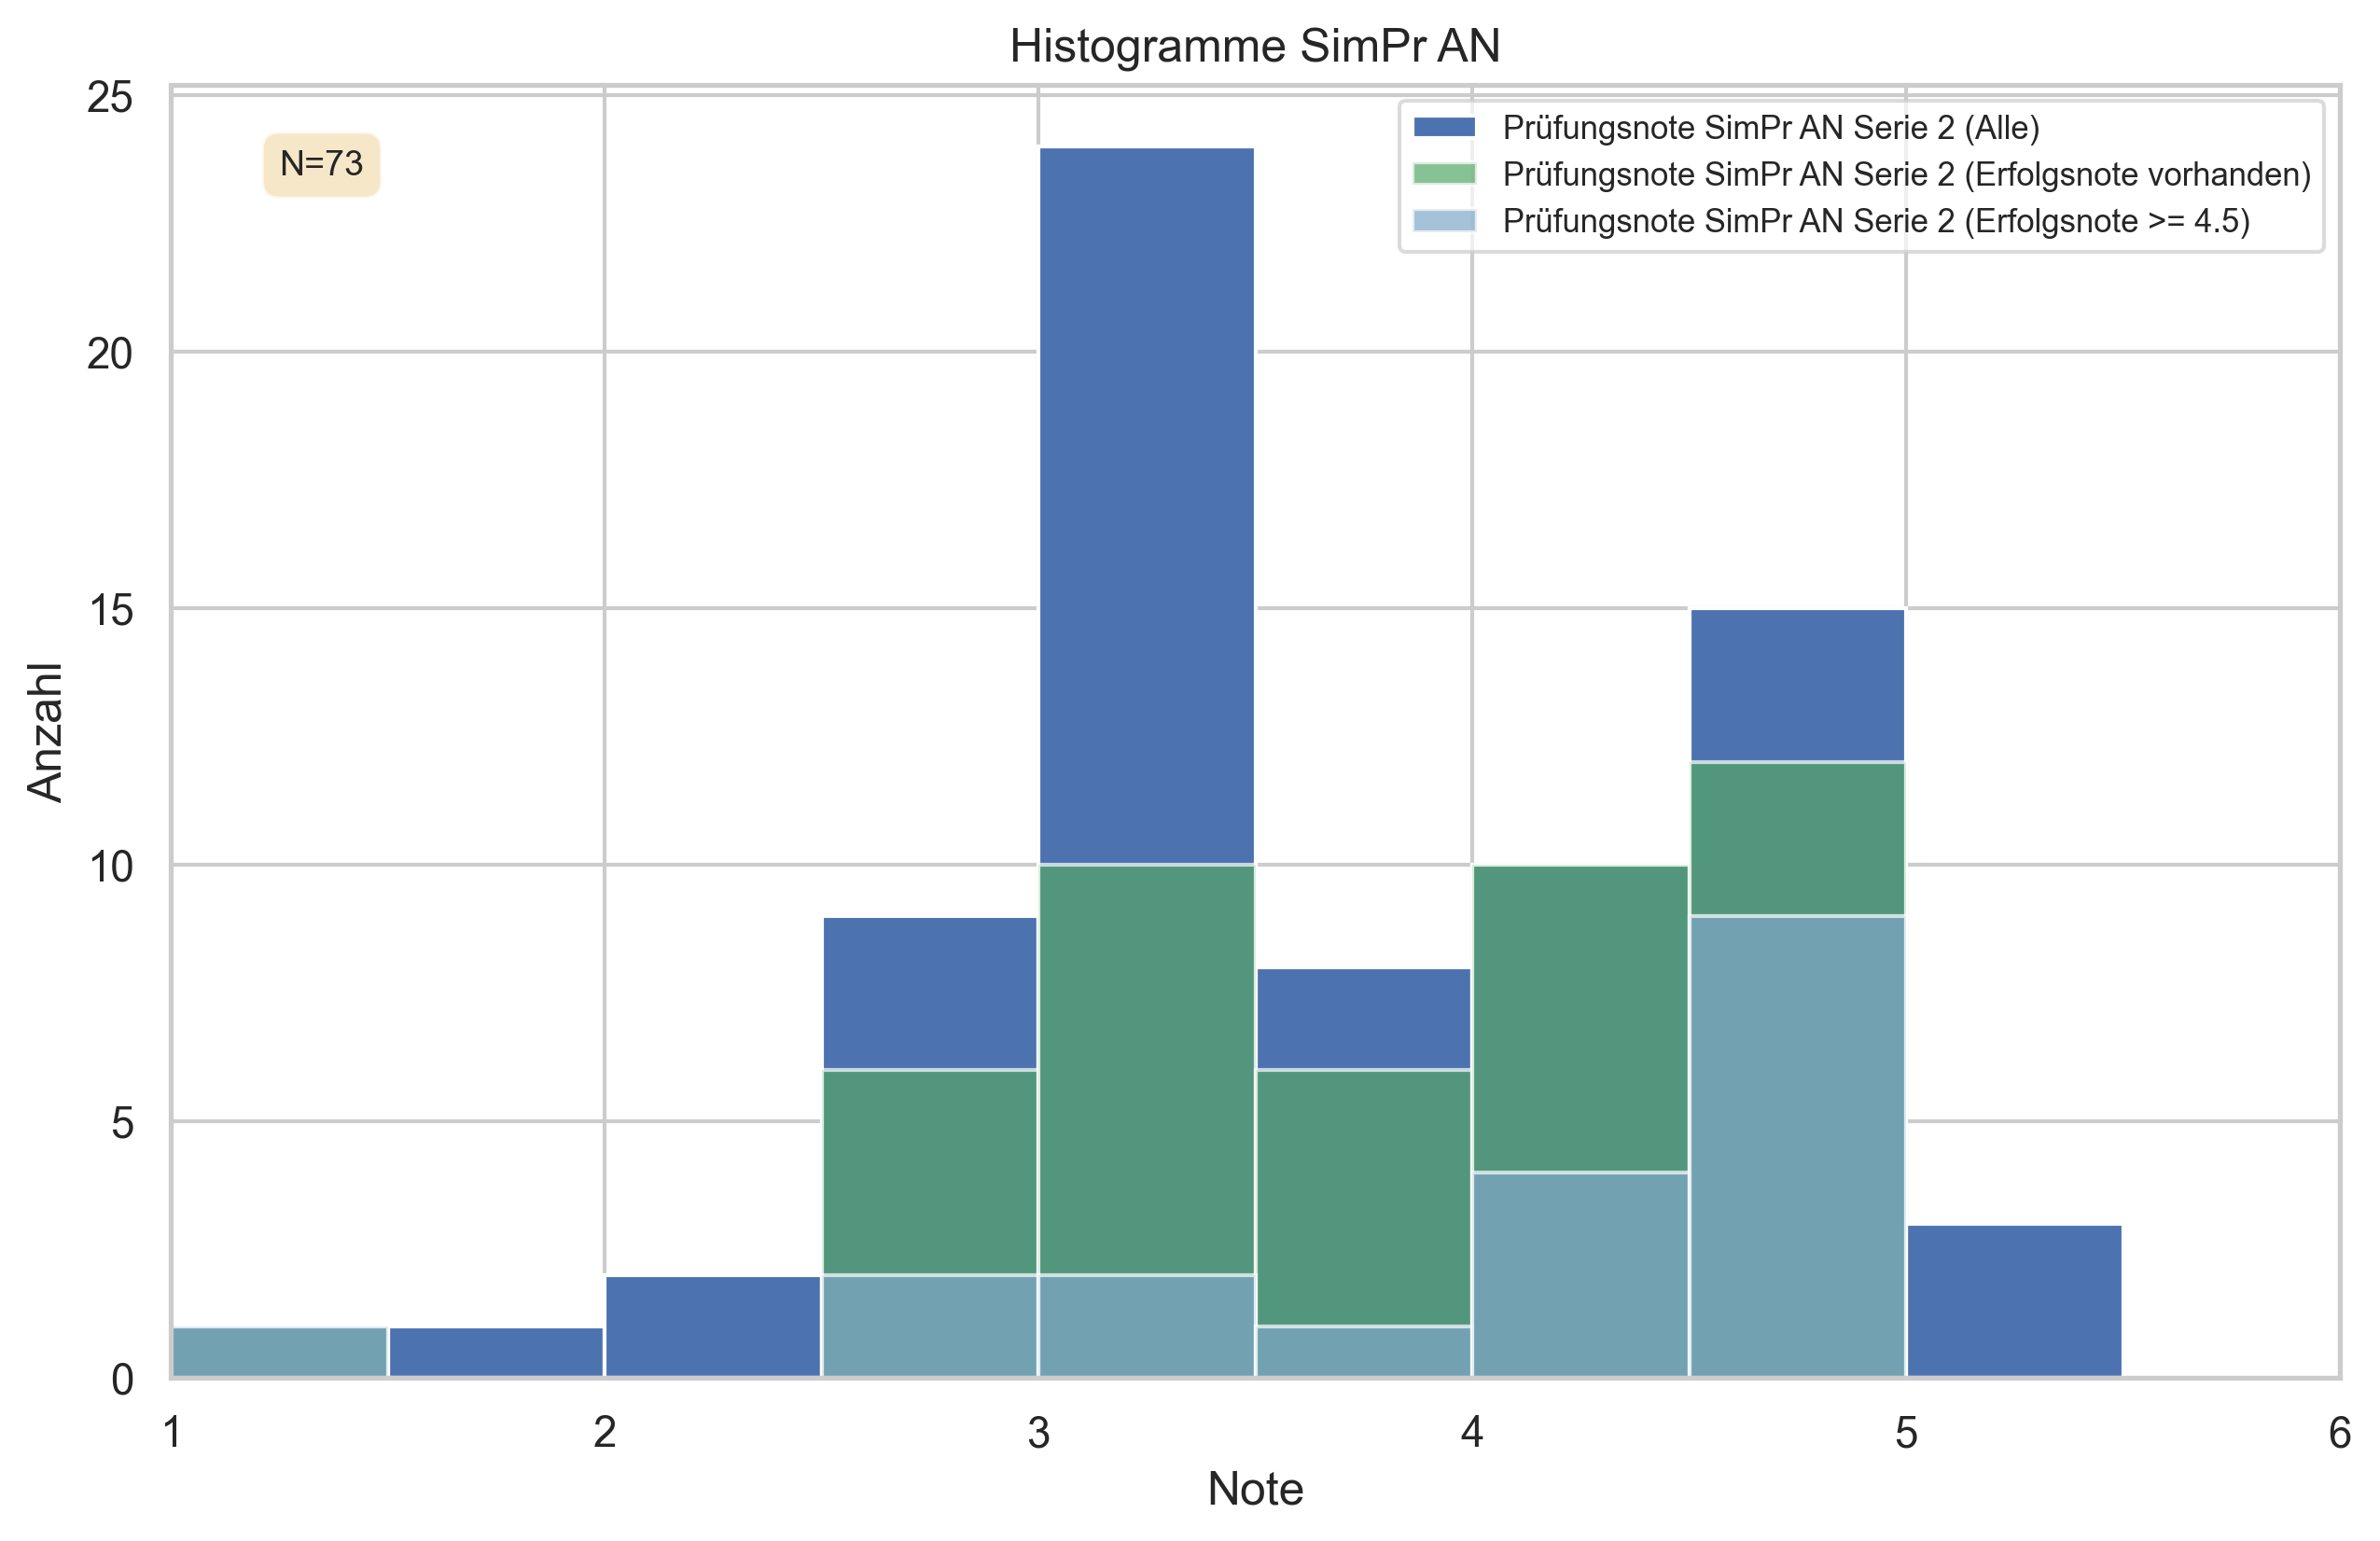 Histogramme SimPr AN
N=73
Prüfungsnote SimPr AN Serie 2 (Alle)
Prüfungsnote SimPr AN Serie 2 (Erfolgsnote vorhanden)
Prüfungsnote SimPr AN Serie 2 (Erfolgsnote >= 4.5)
Anzahl
25
20
15
10
5
0
1 2 3 4 5 6
Note